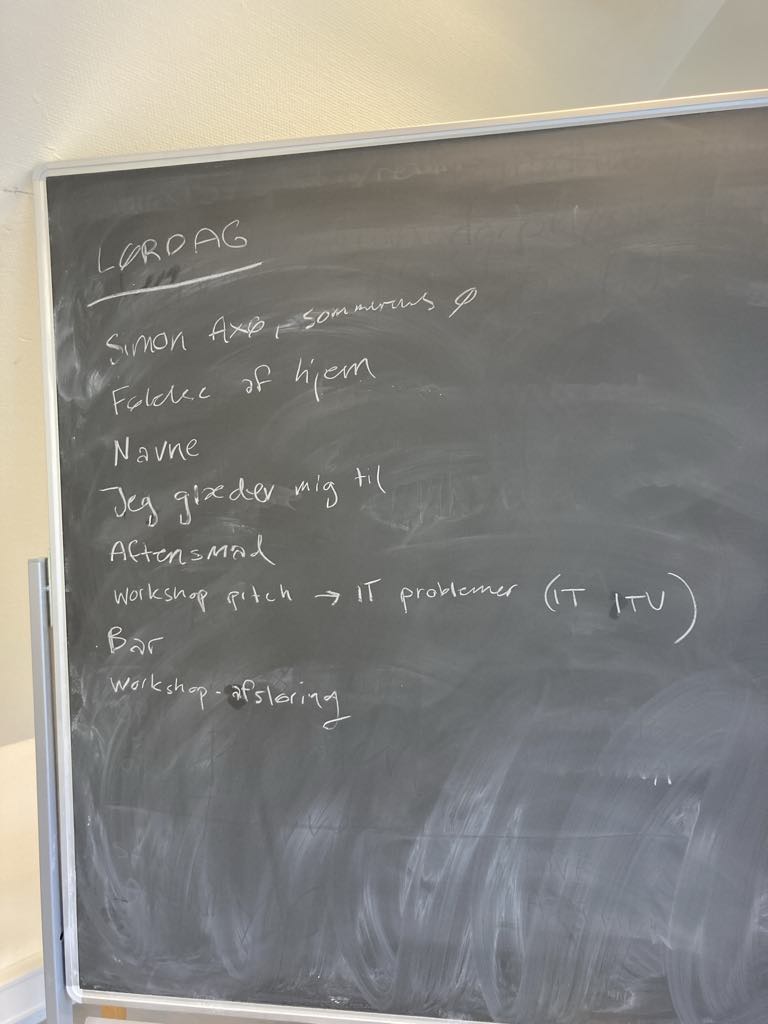 LØRDAG
Simon Axø, sommerens ø
Følelse af hjem
Navne
Jeg glæder mig til
Aftensmad
Workshop pitch → IT problemer (IT ITU)
Bar
Workshop-afsløring